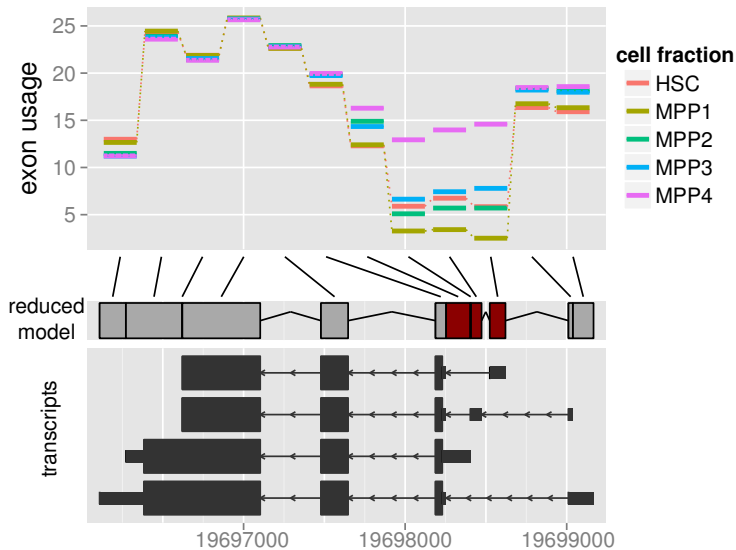 exon usage
25
20
15
10
5
cell fraction
HSC
MPP1
MPP2
MPP3
MPP4
reduced
model
transcripts
19697000
19698000
19699000